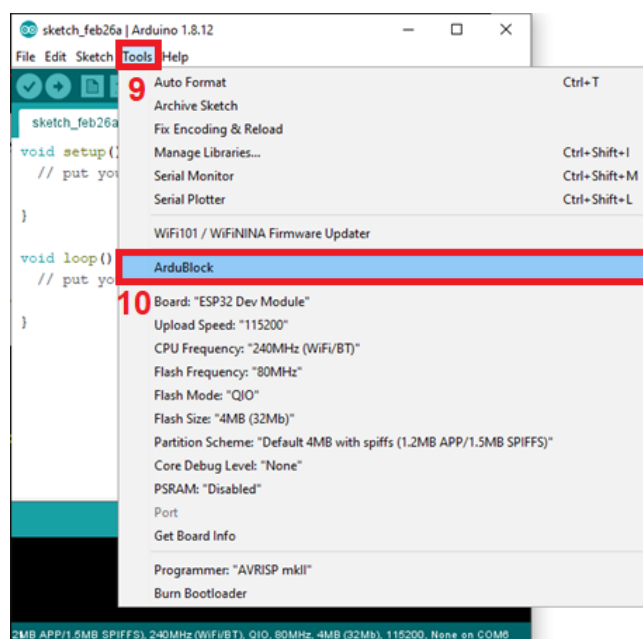 sketch_feb26a | Arduino 1.8.12
File Edit Sketch Tools Help
9
Auto Format Ctrl+T
Archive Sketch
sketch_feb26a
Fix Encoding & Reload
void setup() Manage Libraries... Ctrl+Shift+I
// put you Serial Monitor Ctrl+Shift+M
Serial Plotter Ctrl+Shift+L
}
WiFi101 / WiFiNINA Firmware Updater
void loop()
ArduBlock
// put yo
10
Board: "ESP32 Dev Module"
} Upload Speed: "115200"
CPU Frequency: "240MHz (WiFi/BT)"
Flash Frequency: "80MHz"
Flash Mode: "QIO"
Flash Size: "4MB (32Mb)"
Partition Scheme: "Default 4MB with spiffs (1.2MB APP/1.5MB SPIFFS)"
Core Debug Level: "None"
PSRAM: "Disabled"
Port
Get Board Info
Programmer: "AVRISP mkII"
Burn Bootloader
2MB APP/1.5MB SPIFFS), 240MHz (WiFi/BT), QIO, 80MHz, 4MB (32Mb), 115200, None on COM6